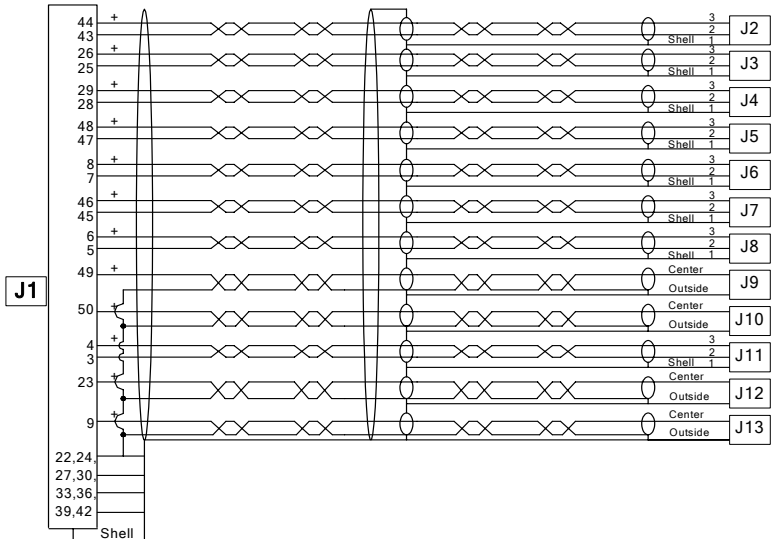 44 + 3 J2
43 2
Shell 1
26 + 3 J3
25 2
Shell 1
29 + 3 J4
28 2
Shell 1
48 + 3 J5
47 2
Shell 1
8 + 3 J6
7 2
Shell 1
46 + 3 J7
45 2
Shell 1
6 + 3 J8
5 2
Shell 1
49 + Center J9
Outside
J1
50 + Center J10
Outside
4 + 3 J11
3 2
Shell 1
23 + Center J12
Outside
9 + Center J13
Outside
22,24,
27,30,
33,36,
39,42
Shell